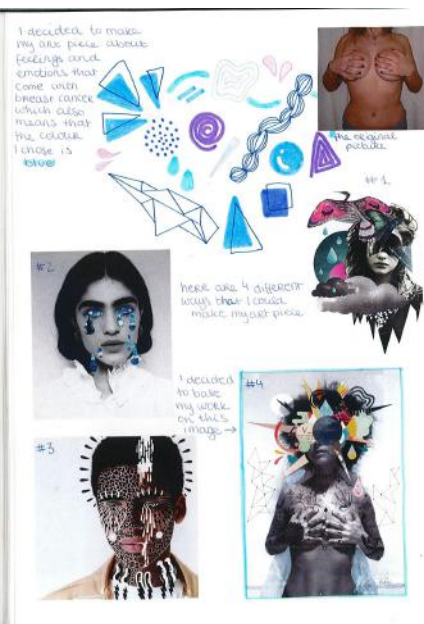 I decided to make
my art piece about
feelings and
emotions that
come with
breast cancer
which also
means that
the colour
I chose is
blue
the original
picture
#1
#2
here are 4 different
ways that I could
make my art piece
I decided
to base
my work
on this
image →
#4
#3